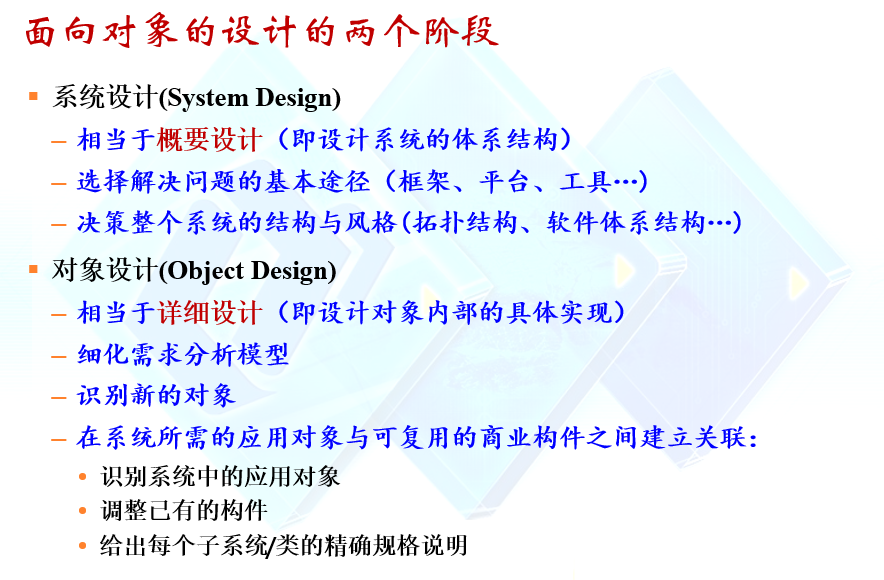 面向对象的设计的两个阶段
系统设计(System Design)
– 相当于概要设计（即设计系统的体系结构）
– 选择解决问题的基本途径（框架、平台、工具…）
– 决策整个系统的结构与风格(拓扑结构、软件体系结构…)
对象设计(Object Design)
– 相当于详细设计（即设计对象内部的具体实现）
– 细化需求分析模型
– 识别新的对象
– 在系统所需的应用对象与可复用的商业构件之间建立关联：
• 识别系统中的应用对象
• 调整已有的构件
• 给出每个子系统/类的精确规格说明